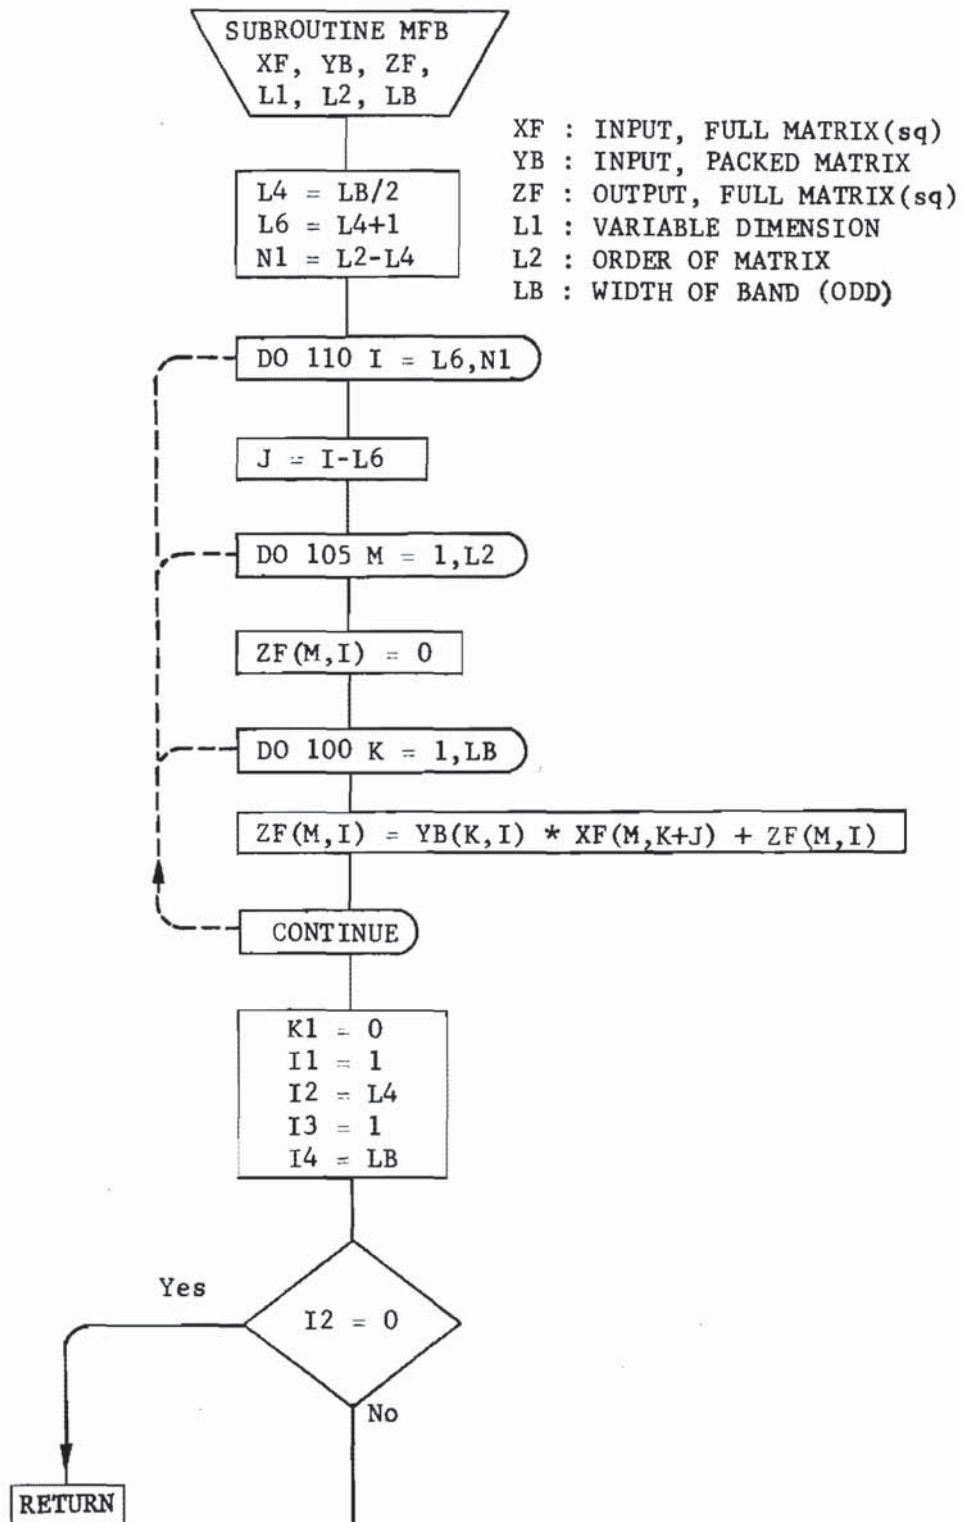 SUBROUTINE MFB
XF, YB, ZF,
L1, L2, LB
XF : INPUT, FULL MATRIX(sq)
YB : INPUT, PACKED MATRIX
ZF : OUTPUT, FULL MATRIX(sq)
L1 : VARIABLE DIMENSION
L2 : ORDER OF MATRIX
LB : WIDTH OF BAND (ODD)
L4 = LB/2
L6 = L4+1
N1 = L2-L4
DO 110 I = L6,N1
J = I-L6
DO 105 M = 1,L2
ZF(M,I) = 0
DO 100 K = 1,LB
ZF(M,I) = YB(K,I) * XF(M,K+J) + ZF(M,I)
CONTINUE
K1 = 0
I1 = 1
I2 = L4
I3 = 1
I4 = LB
Yes
I2 = 0
No
RETURN